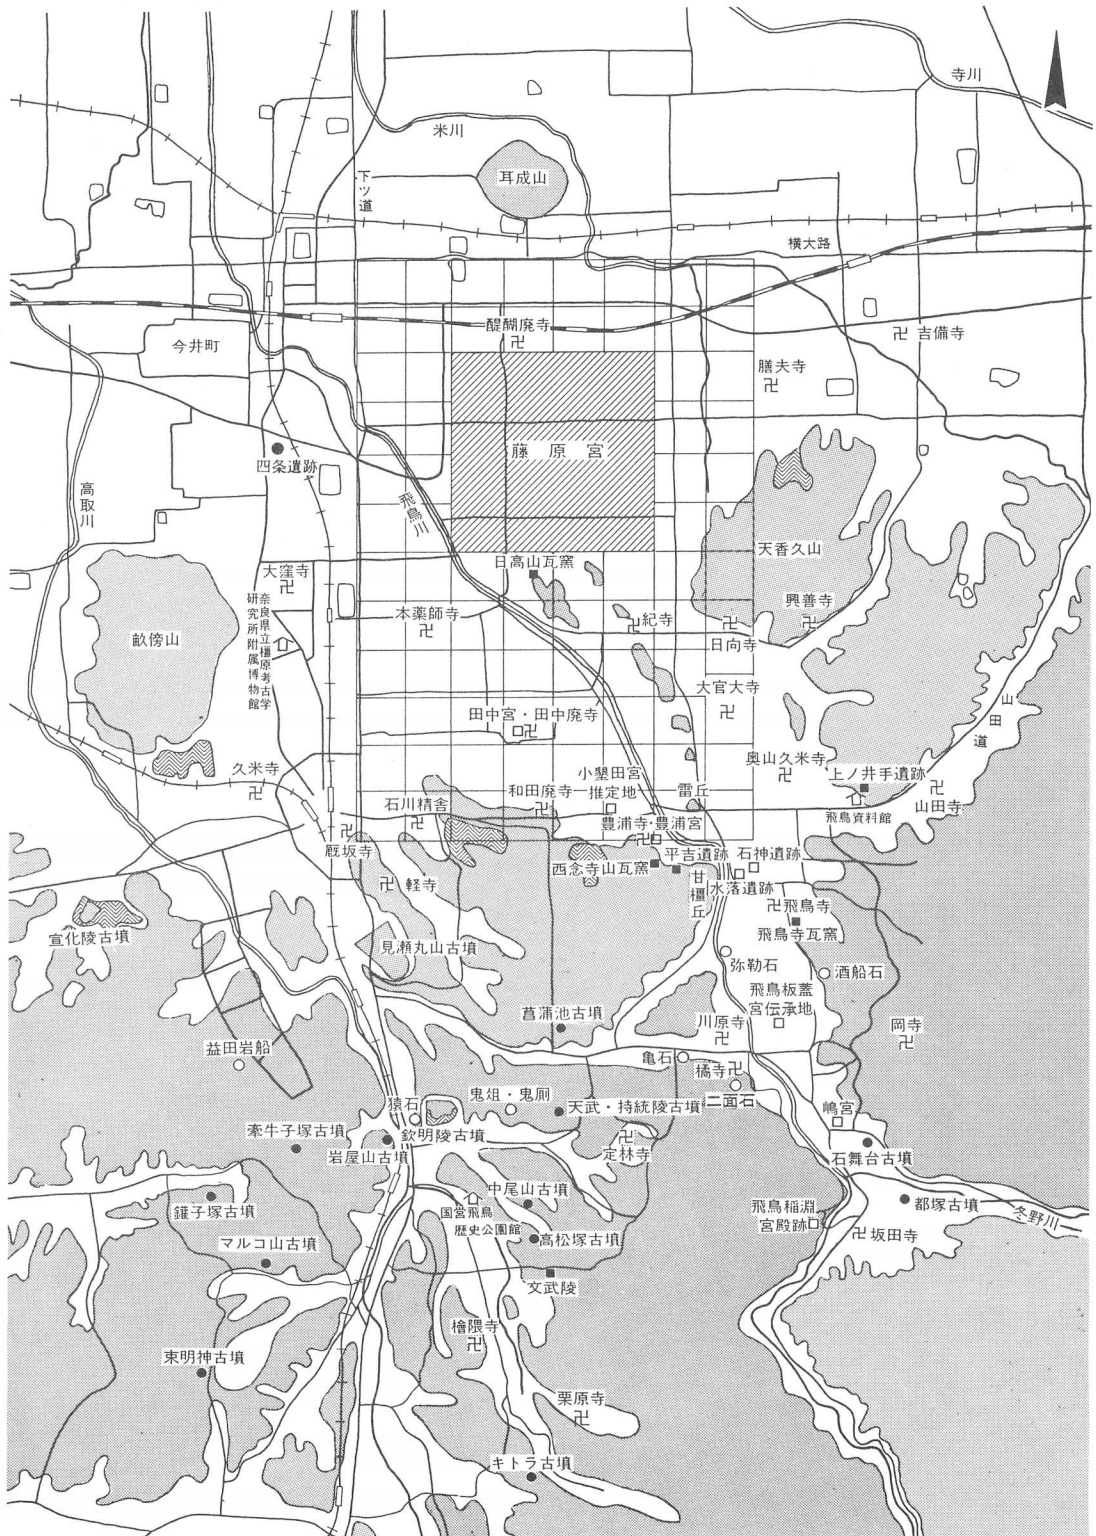 寺川
米川
耳成山
下ツ道
横大路
醍醐廃寺
吉備寺
今井町
膳夫寺
藤原宮
四条遺跡
高取川
飛鳥川
天香久山
日高山瓦窯
大窪寺
興善寺
本薬師寺
紀寺
奈良県立橿原考古学
研究所附属博物館
畝傍山
日向寺
大官大寺
山田道
田中宮・田中廃寺
奥山久米寺
久米寺
小墾田宮
推定地
雷丘
上ノ井手遺跡
和田廃寺
石川精舎
山田寺
飛鳥資料館
豊浦寺・豊浦宮
厩坂寺
平吉遺跡
石神遺跡
西念寺山瓦窯
甘橿丘
水落遺跡
軽寺
飛鳥寺
飛鳥寺瓦窯
宣化陵古墳
見瀬丸山古墳
弥勒石
酒船石
飛鳥板蓋
宮伝承地
菖蒲池古墳
川原寺
岡寺
益田岩船
亀石
橘寺
二面石
鬼俎・鬼厠
猿石
天武・持統陵古墳
嶋宮
牽牛子塚古墳
欽明陵古墳
岩屋山古墳
定林寺
石舞台古墳
中尾山古墳
鑵子塚古墳
国営飛鳥
歴史公園館
飛鳥稲淵
宮殿跡
都塚古墳
冬野川
坂田寺
マルコ山古墳
高松塚古墳
文武陵
檜隈寺
束明神古墳
栗原寺
キトラ古墳